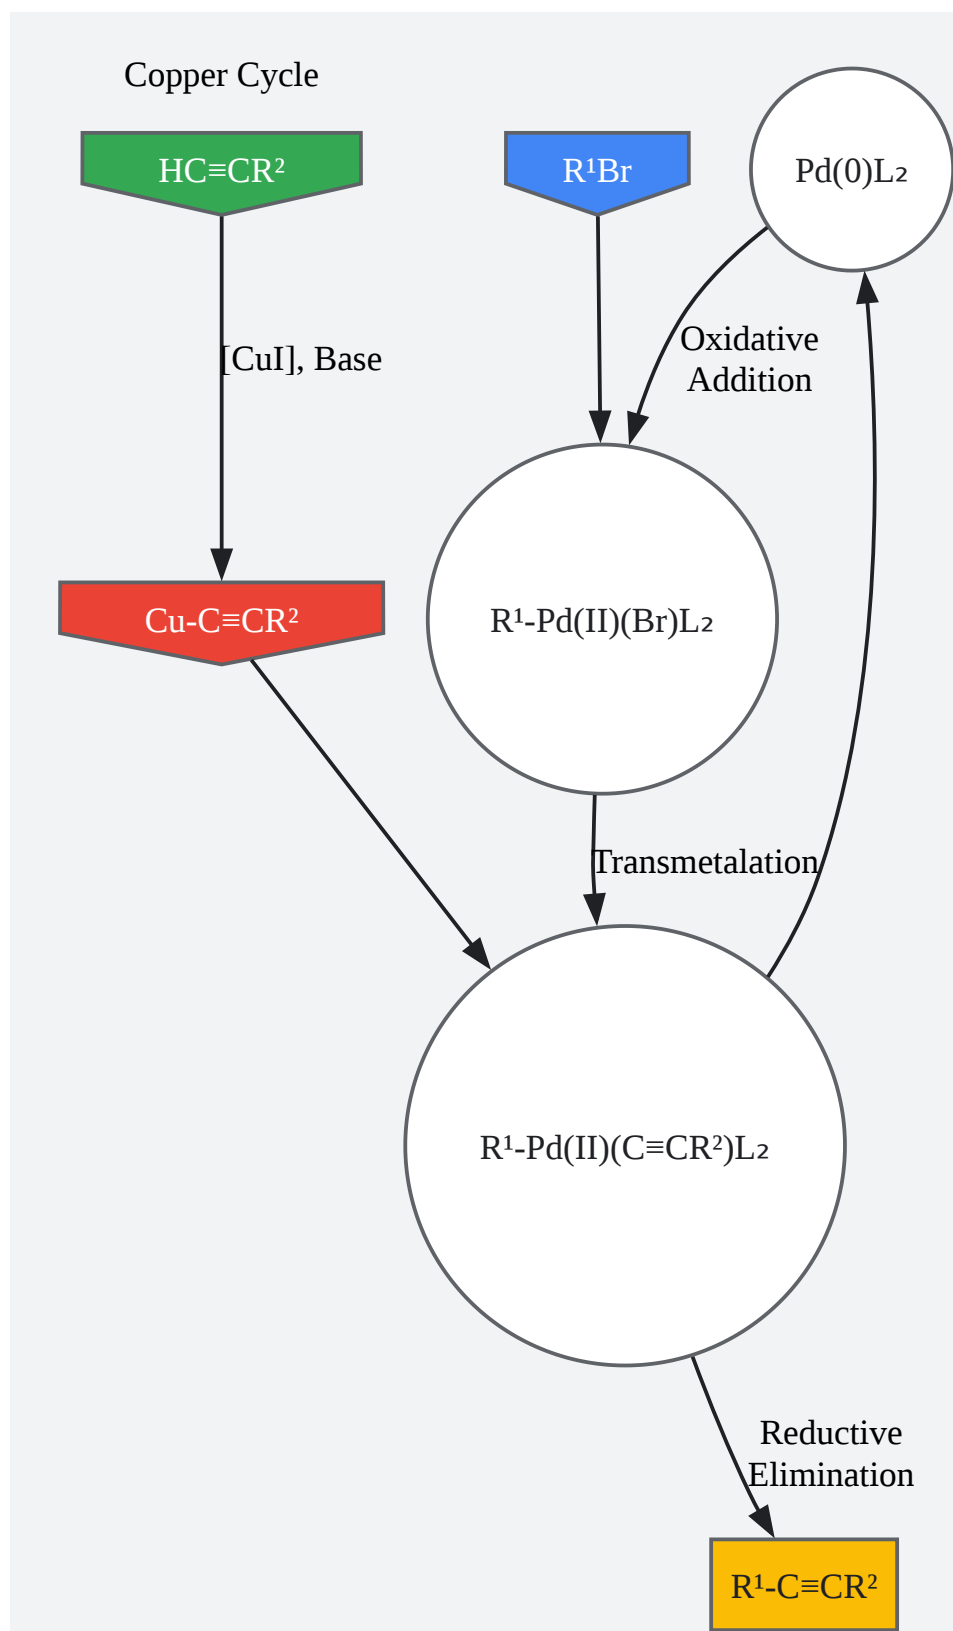 Copper Cycle
HC≡CR²
R¹Br
Pd(0)L₂
Oxidative
Addition
[CuI], Base
Cu-C≡CR²
R¹-Pd(II)(Br)L₂
Transmetalation
R¹-Pd(II)(C≡CR²)L₂
Reductive
Elimination
R¹-C≡CR²